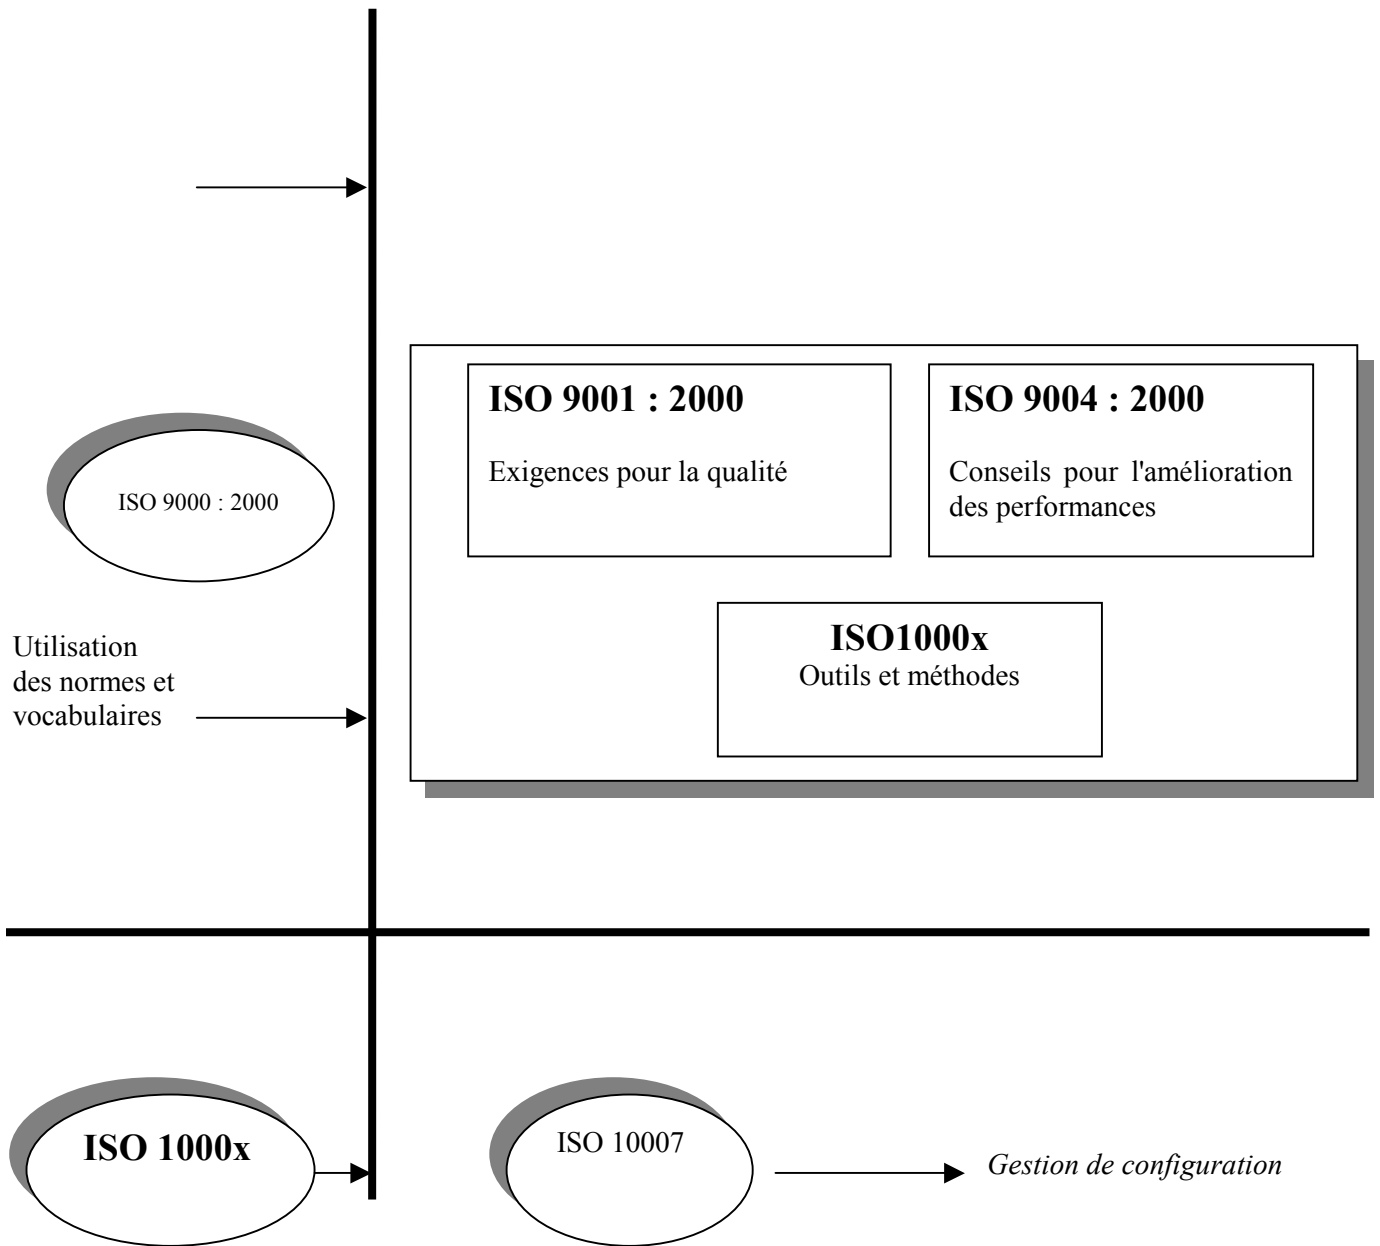 ISO 9001 : 2000
Exigences pour la qualité
ISO 9004 : 2000
Conseils pour l'amélioration
des performances
ISO 9000 : 2000
ISO1000x
Outils et méthodes
Utilisation
des normes et
vocabulaires
ISO 1000x
ISO 10007
Gestion de configuration